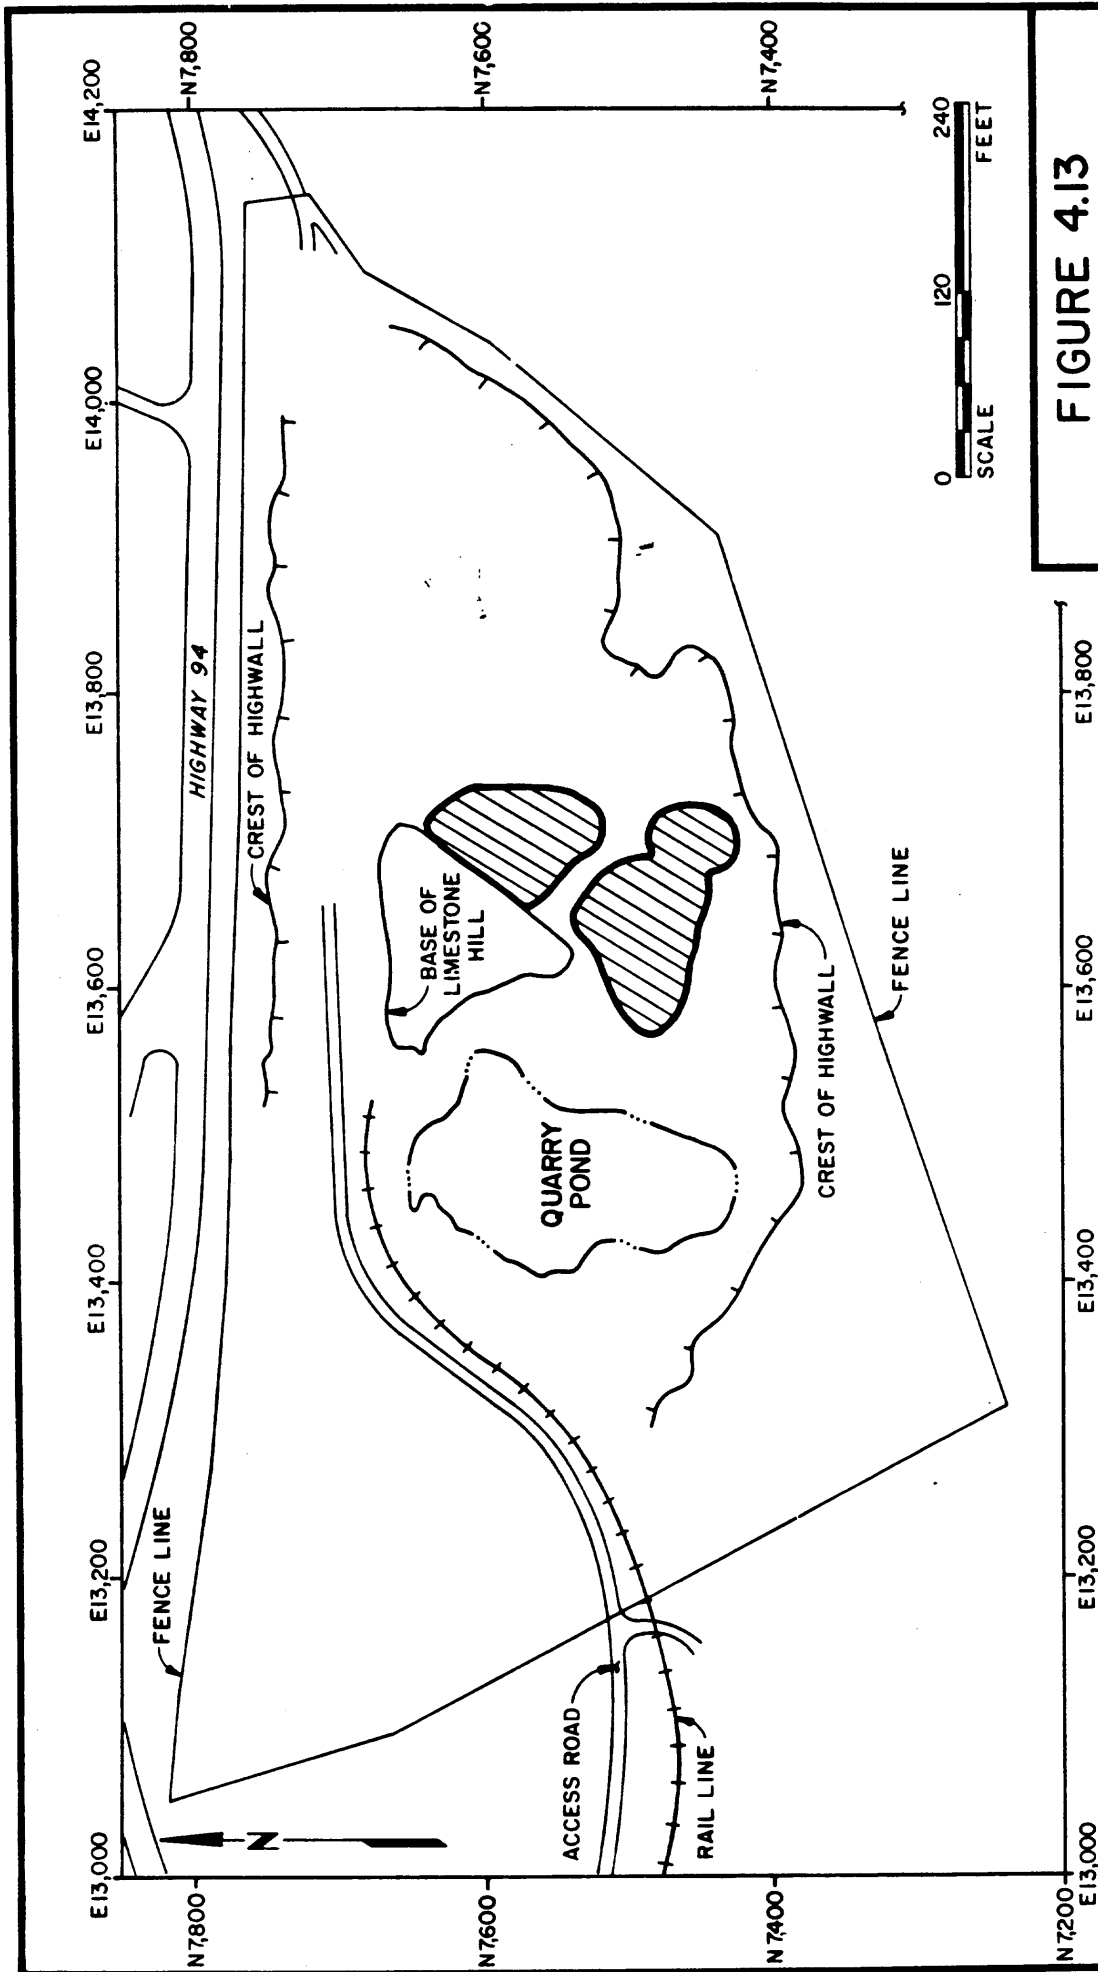 E13,000
E13,200
E13,400
E13,600
E13,800
E14,000
E14,200
N7,800
N7,800
HIGHWAY 94
FENCE LINE
CREST OF HIGHWALL
N
BASE OF
LIMESTONE
HILL
N7,600
N7,600
QUARRY
POND
ACCESS ROAD
RAIL LINE
N7,400
N7,400
CREST OF HIGHWALL
FENCE LINE
0
120
240
SCALE
FEET
N7,200
E13,000
E13,200
E13,400
E13,600
E13,800
FIGURE 4.13